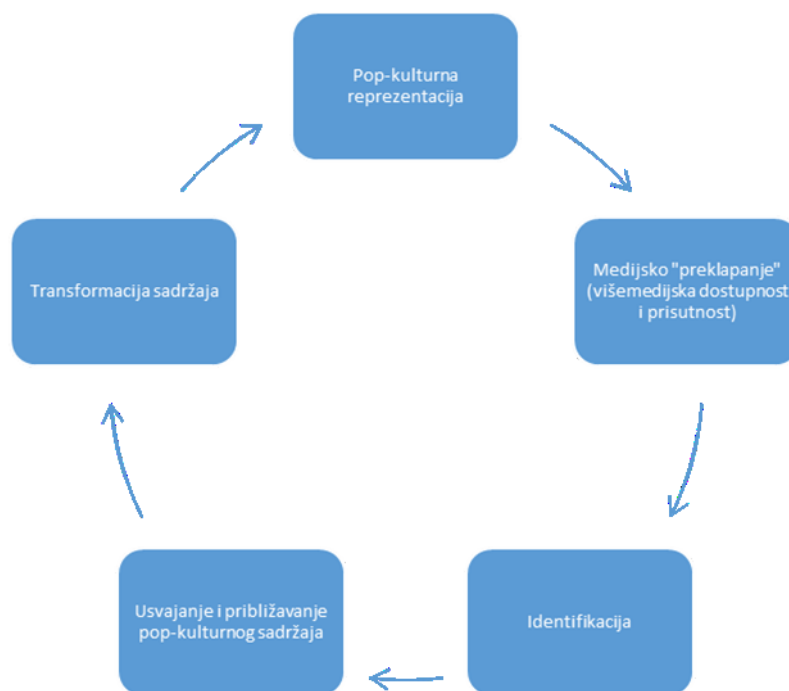 Pop-kulturna
reprezentacija
Medijsko "preklapanje"
(višemedijska dostupnost
i prisutnost)
Identifikacija
Usvajanje i približavanje
pop-kulturnog sadržaja
Transformacija sadržaja